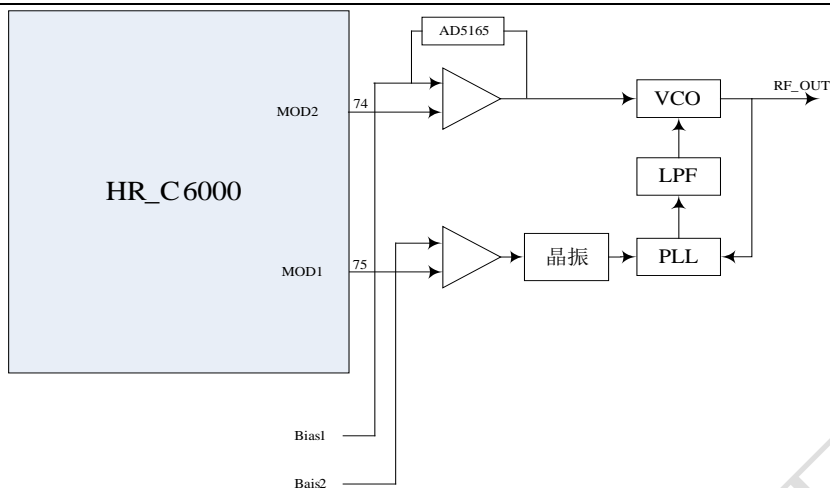 AD5165
RF_OUT
MOD2
74
VCO
HR_C6000
LPF
MOD1
75
晶振
PLL
Bias1
Bais2